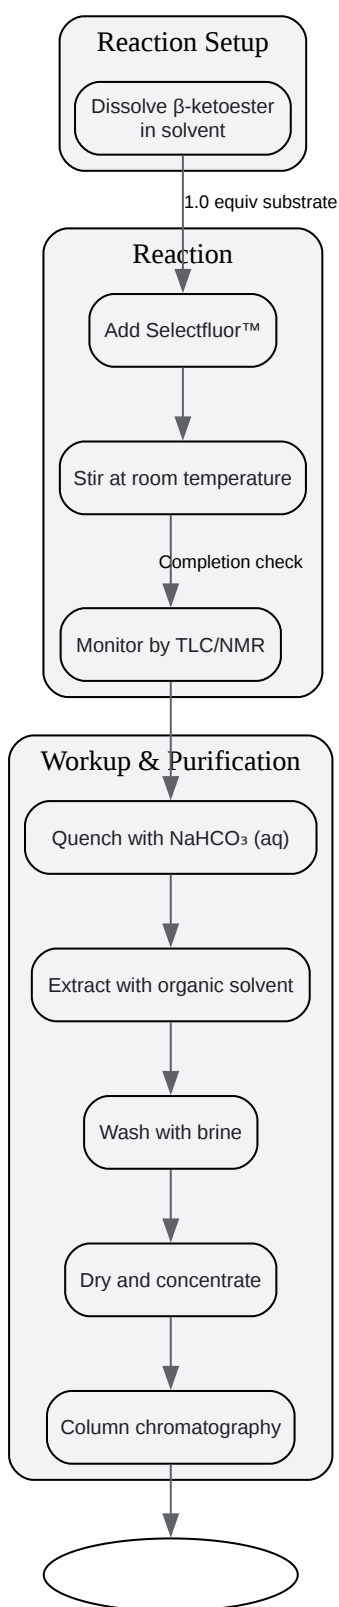 Reaction Setup
Dissolve β-ketoester
in solvent
1.0 equiv substrate
Reaction
Add Selectfluor™
Stir at room temperature
Completion check
Monitor by TLC/NMR
Workup & Purification
Quench with NaHCO₃ (aq)
Extract with organic solvent
Wash with brine
Dry and concentrate
Column chromatography